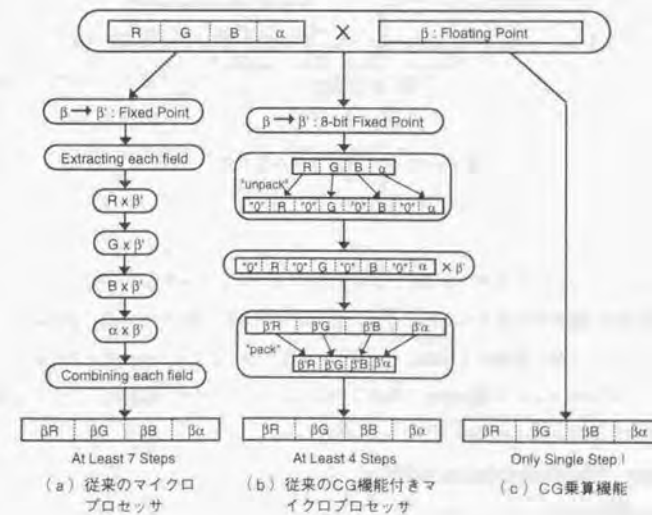 R G B α × β : Floating Point
β → β' : Fixed Point
Extracting each field
R x β'
G x β'
B x β'
α x β'
Combining each field
βR βG βB βα
At Least 7 Steps
(a) 従来のマイクロ
プロセッサ
β → β' : 8-bit Fixed Point
R G B α
"unpack"
"0" R "0" G "0" B "0" α
"0" R "0" G "0" B "0" α × β'
β'R β'G β'B β'α
"pack"
β'R β'G β'B β'α
βR βG βB βα
At Least 4 Steps
(b) 従来のCG機能付きマ
イクロプロセッサ
βR βG βB βα
Only Single Step !
(c) CG乗算機能